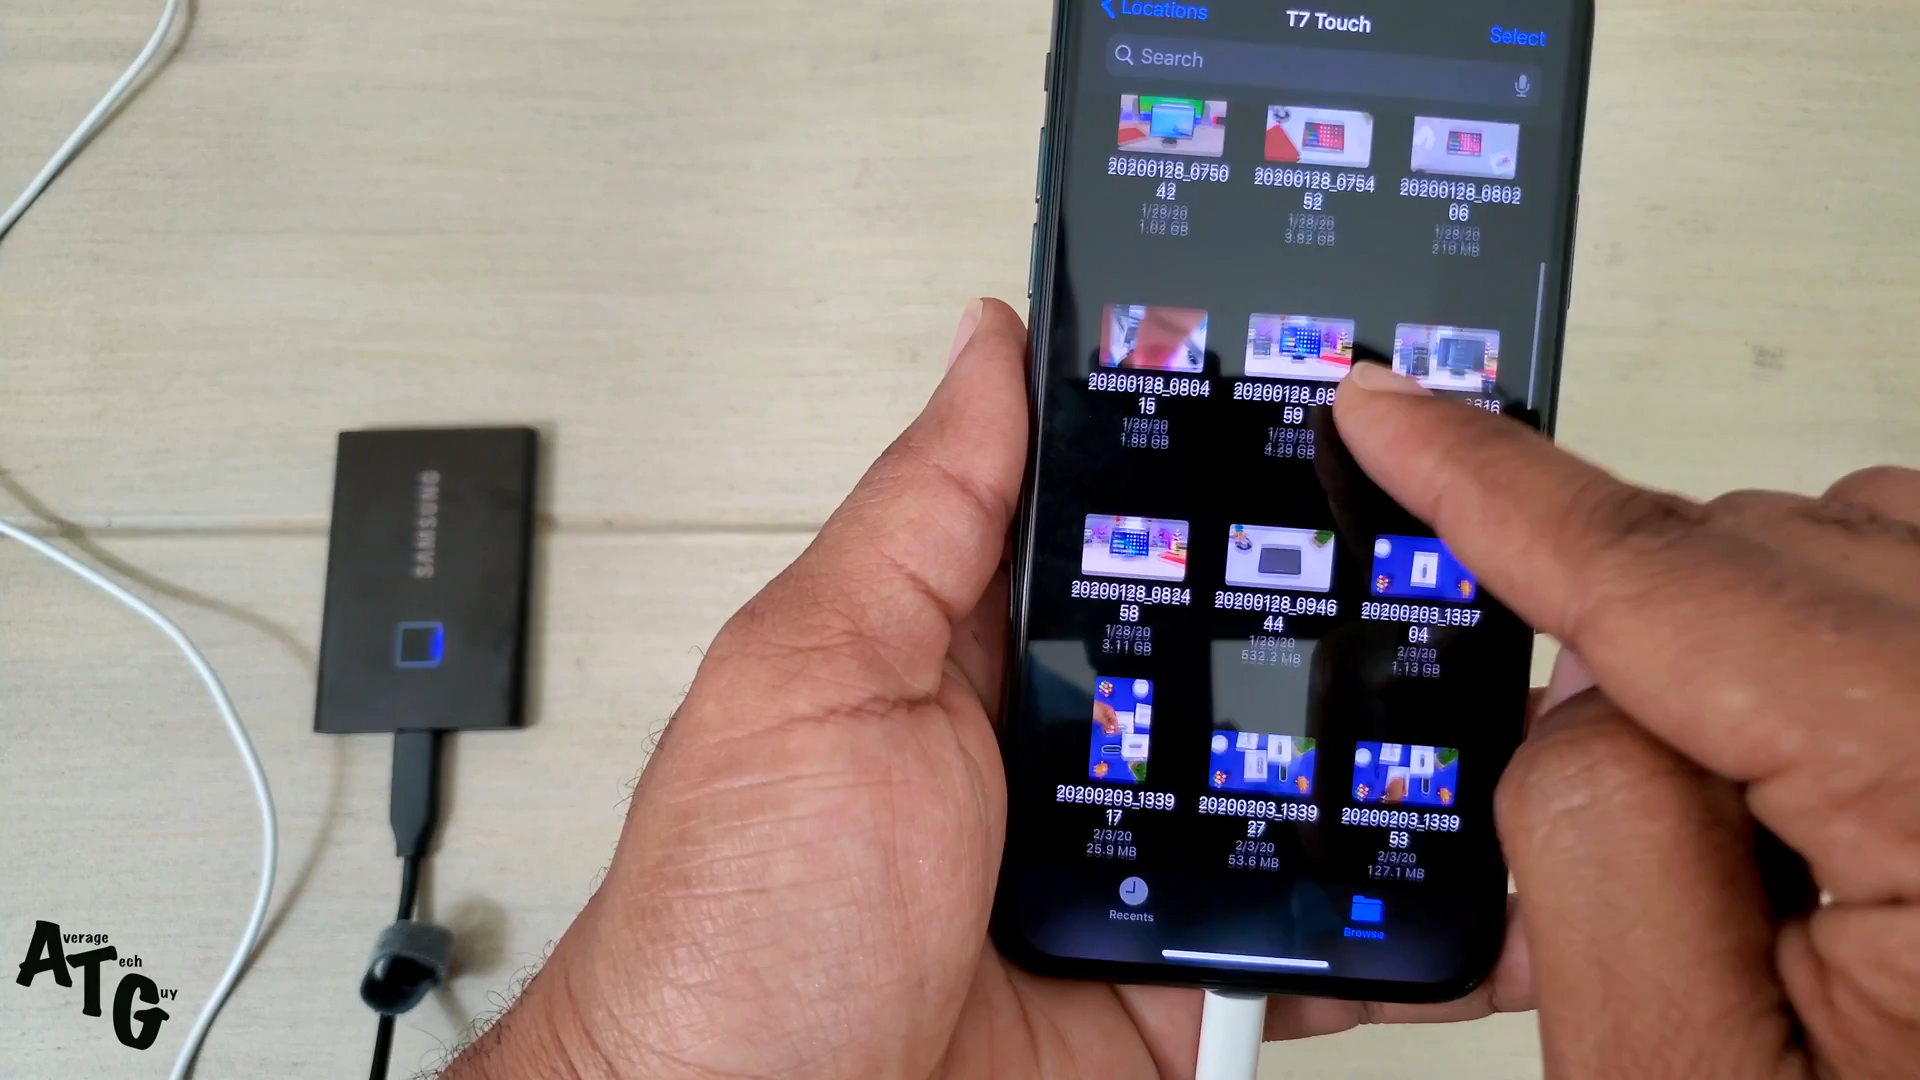 Locations
T7 Touch
Select
Search
20200128_0750
42
1/28/20
1.02 GB
20200128_0754
52
1/28/20
3.82 GB
20200128_0802
06
1/28/20
210 MB
20200128_0804
15
1/28/20
1.88 GB
59
1/28/20
4.29 GB
20200128_0824
58
1/28/20
3.11 GB
20200128_0946
44
1/28/20
532.2 MB
20200203_1337
04
2/3/20
1.13 GB
20200203_1339
17
2/3/20
25.9 MB
20200203_1339
27
2/3/20
53.6 MB
20200203_1339
53
2/3/20
127.1 MB
Recents
Browse
SAMSUNG
Average
Tech
Guy